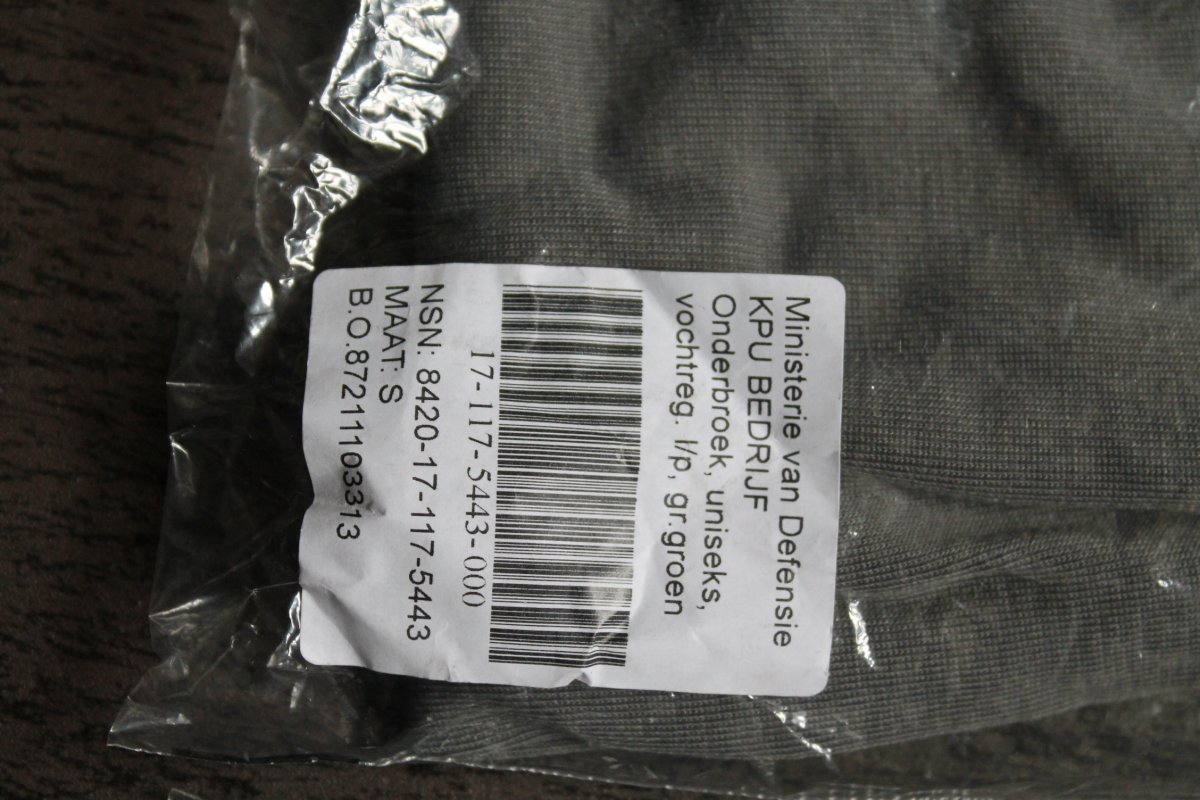 Ministerie van Defensie
KPU BEDRIJF
Onderbroek, uniseks,
vochtreg. l/p, gr.groen
17-117-5443-000
NSN: 8420-17-117-5443
MAAT: S
B.O.87211103313